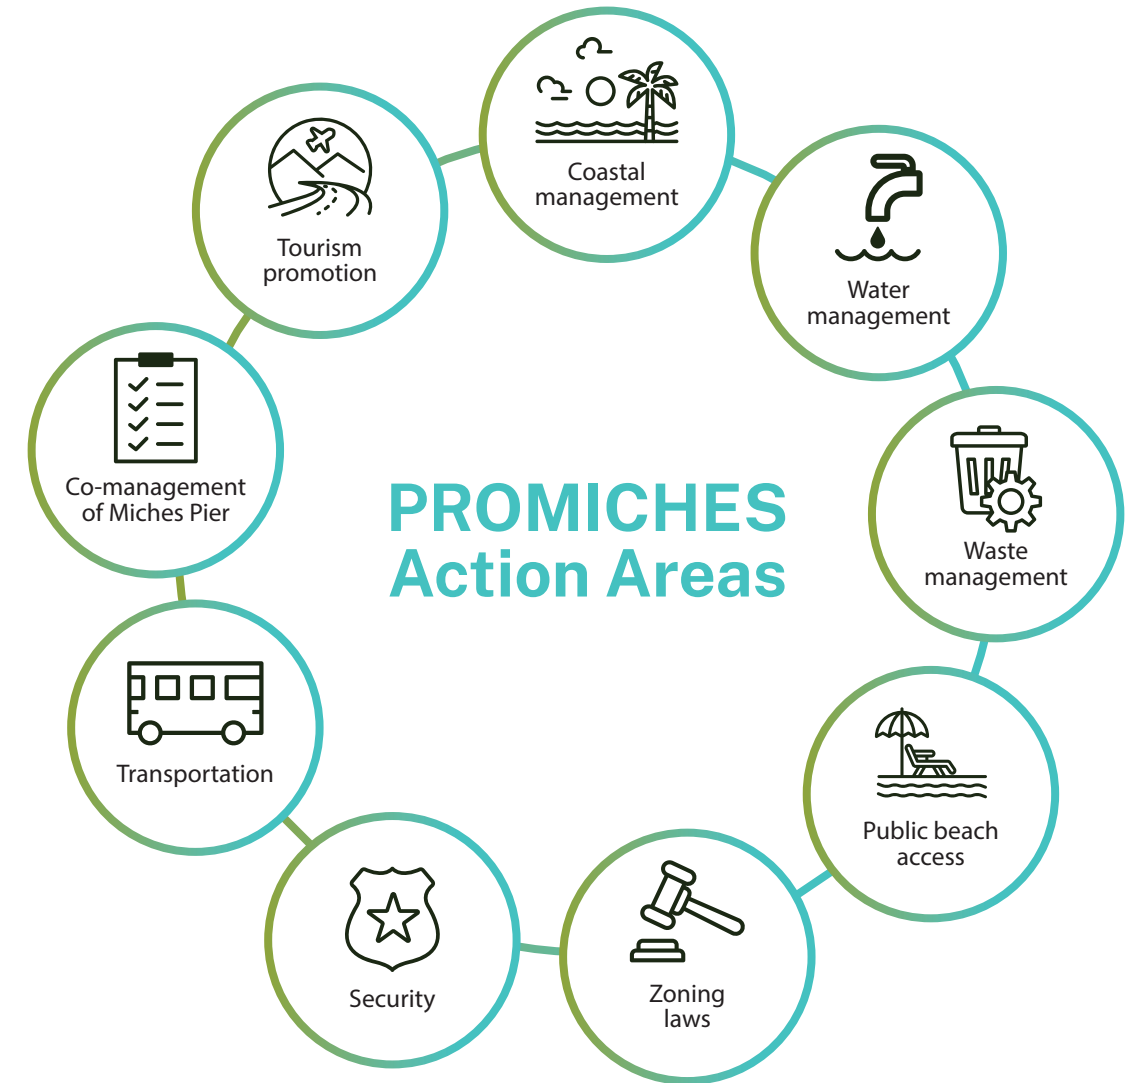 Coastal
management
Water
management
Waste
management
Public beach
access
Zoning
laws
Security
Transportation
Co-management
of Miches Pier
Tourism
promotion
PROMICHES
Action Areas